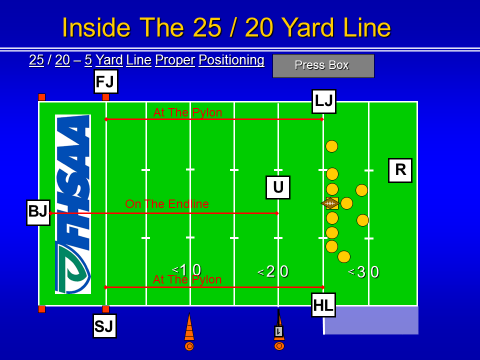 Inside The 25 / 20 Yard Line
25 / 20 – 5 Yard Line Proper Positioning
Press Box
FJ
LJ
At The Pylon
R
U
FHSAA
On The Endline
BJ
<10
<20
<30
At The Pylon
HL
SJ